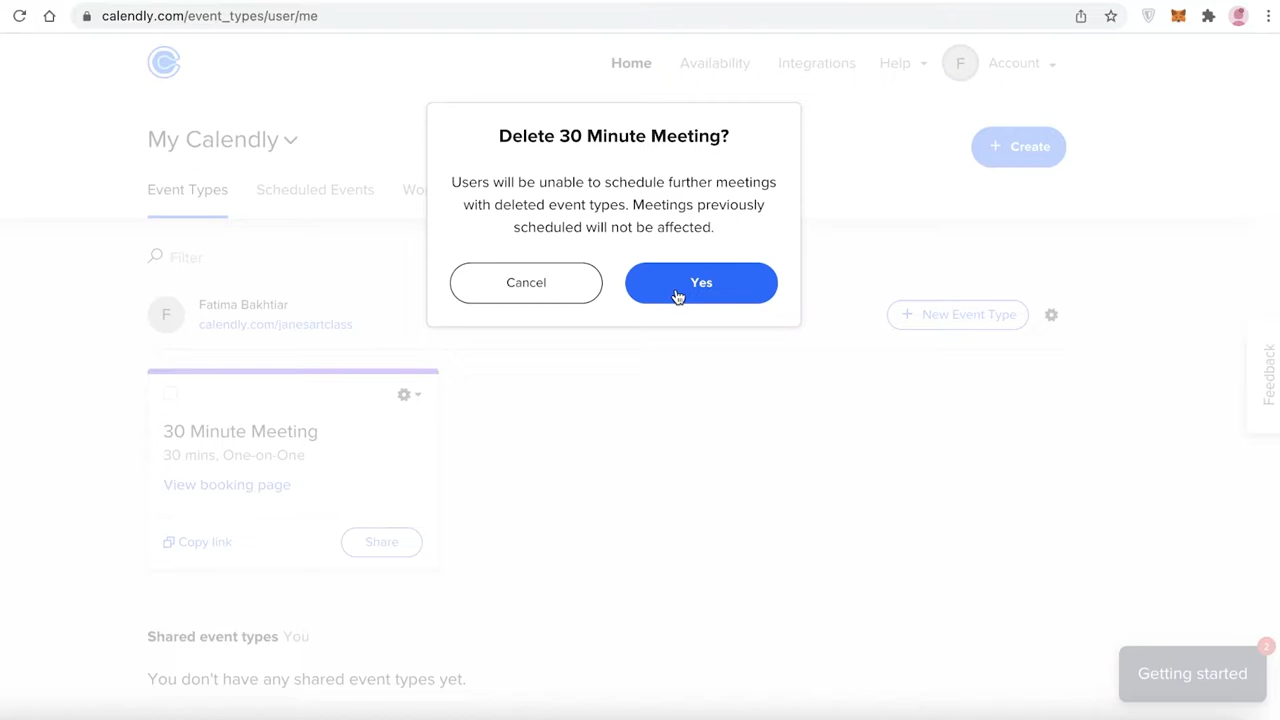 calendly.com/event_types/user/me
Home
Availability
Integrations
Help
F
Account
My Calendly
+ Create
Event Types
Scheduled Events
Wo
Delete 30 Minute Meeting?
Users will be unable to schedule further meetings
with deleted event types. Meetings previously
scheduled will not be affected.
Cancel
Yes
Filter
F
Fatima Bakhtiar
calendly.com/janesartclass
+ New Event Type
Feedback
30 Minute Meeting
30 mins, One-on-One
View booking page
Copy link
Share
Shared event types You
You don't have any shared event types yet.
2
Getting started